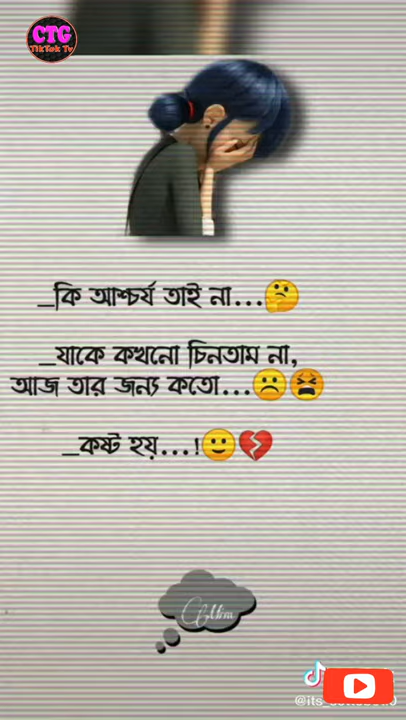 CTG
TikTok Tv
_কি আশ্চর্য তাই না...🤔
_যাকে কখনো চিনতাম না,
আজ তার জন্য কতো...☹️😫
_কষ্ট হয়...!🙂💔